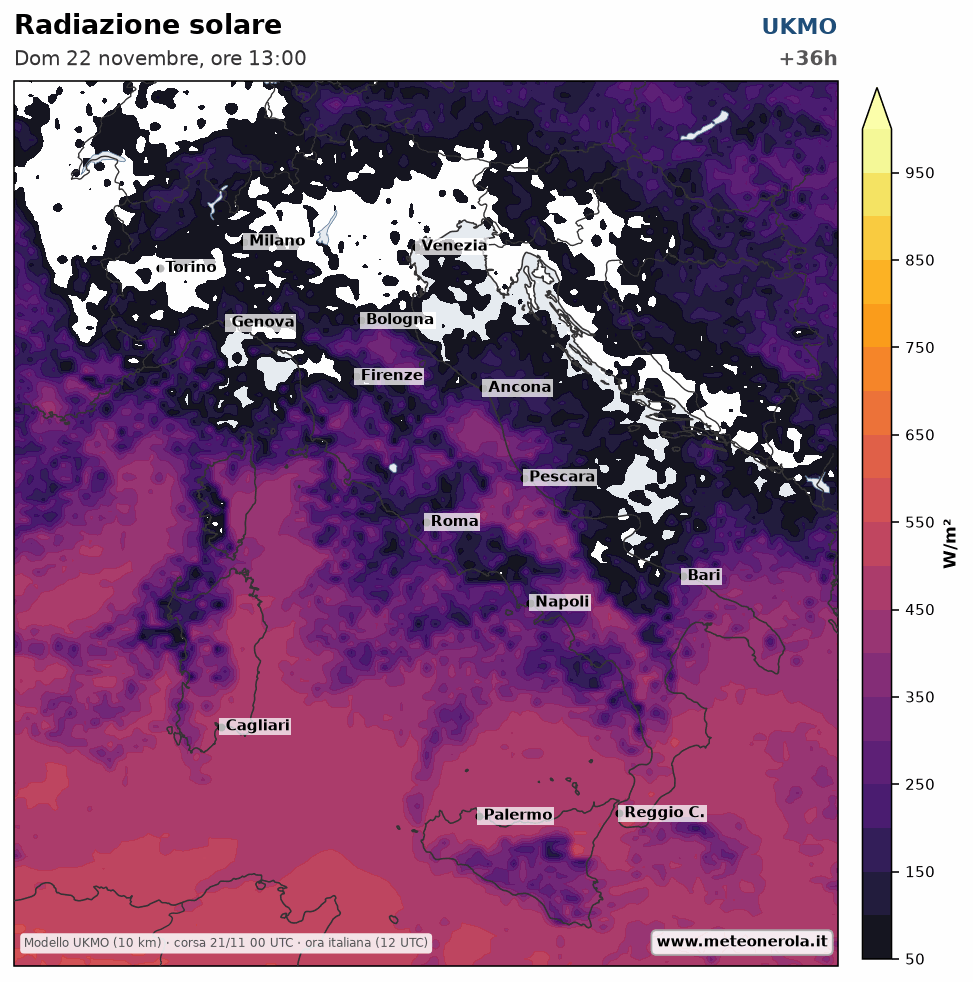 Radiazione solare
UKMO
Dom 22 novembre, ore 13:00
+36h
Milano
Venezia
Torino
Genova
Bologna
Firenze
Ancona
Pescara
Roma
Bari
Napoli
Cagliari
Palermo
Reggio C.
950
850
750
650
550
450
350
250
150
50
W/m²
Modello UKMO (10 km) · corsa 21/11 00 UTC · ora italiana (12 UTC)
www.meteonerola.it